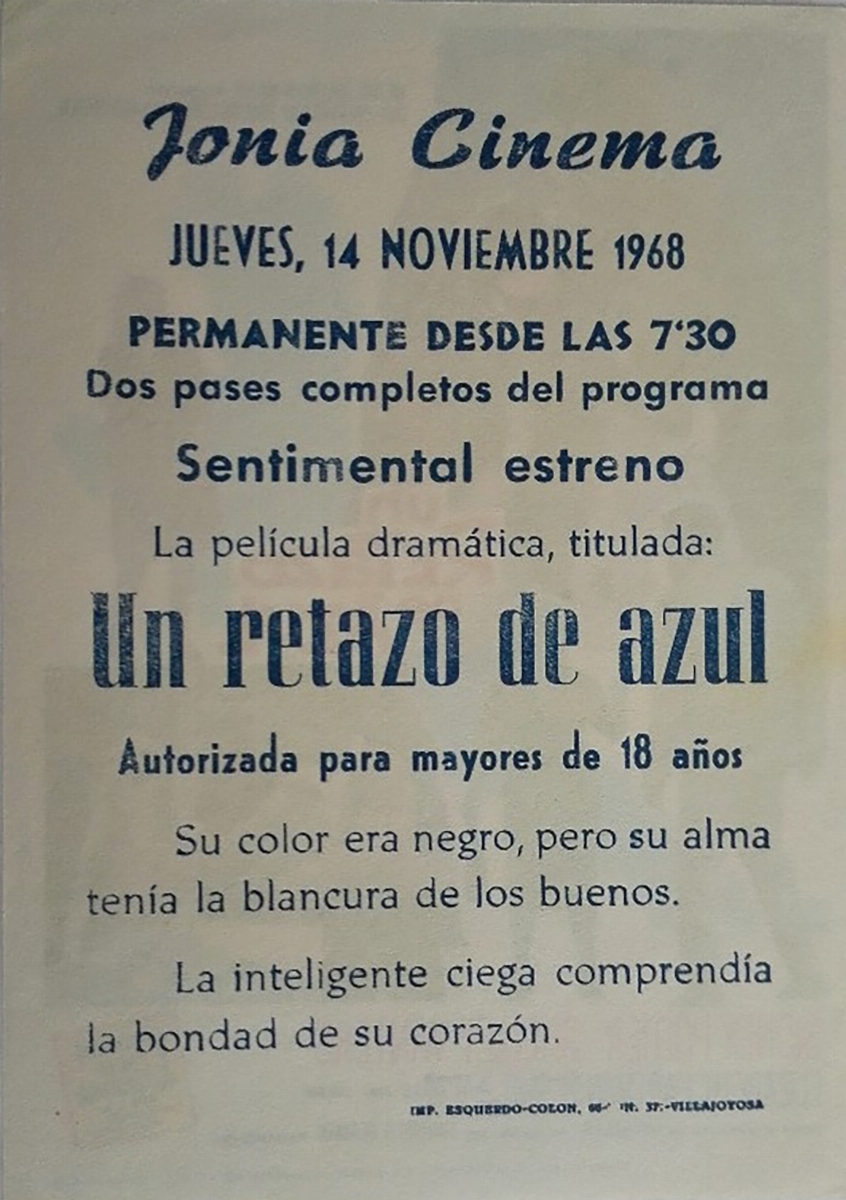 Jonia Cinema
JUEVES, 14 NOVIEMBRE 1968
PERMANENTE DESDE LAS 7'30
Dos pases completos del programa
Sentimental estreno
La película dramática, titulada:
Un retazo de azul
Autorizada para mayores de 18 años
Su color era negro, pero su alma
tenía la blancura de los buenos.
La inteligente ciega comprendía
la bondad de su corazón.
IMP. ESQUERDO-COLON, 37.-VILLAJOYOSA